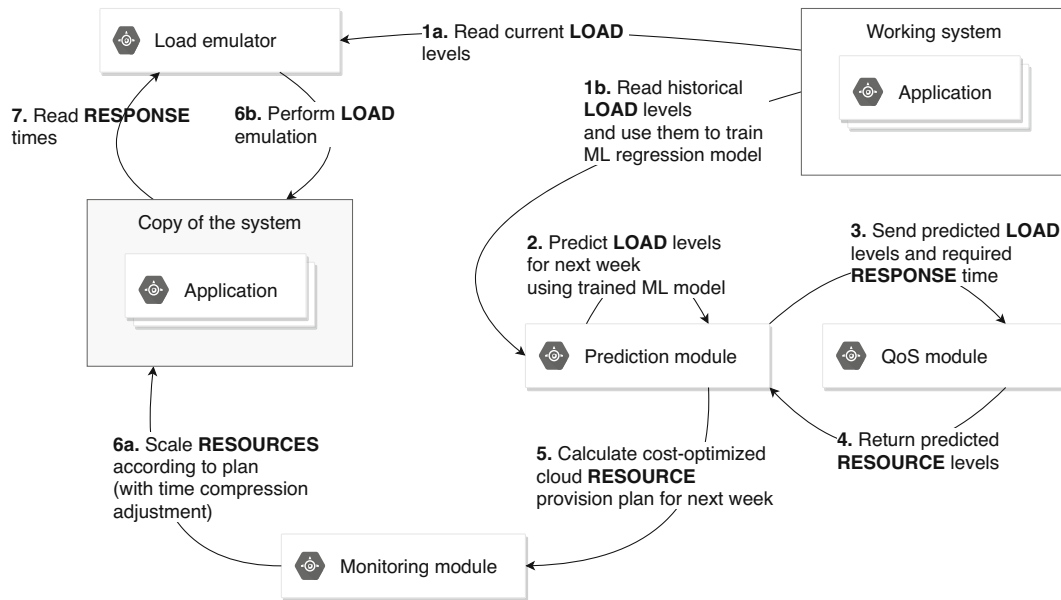 Load emulator
1a. Read current LOAD
levels
Working system
Application
1b. Read historical
LOAD levels
and use them to train
ML regression model
7. Read RESPONSE
times
6b. Perform LOAD
emulation
Copy of the system
Application
2. Predict LOAD levels
for next week
using trained ML model
3. Send predicted LOAD
levels and required
RESPONSE time
Prediction module
QoS module
6a. Scale RESOURCES
according to plan
(with time compression
adjustment)
5. Calculate cost-optimized
cloud RESOURCE
provision plan for next week
4. Return predicted
RESOURCE levels
Monitoring module